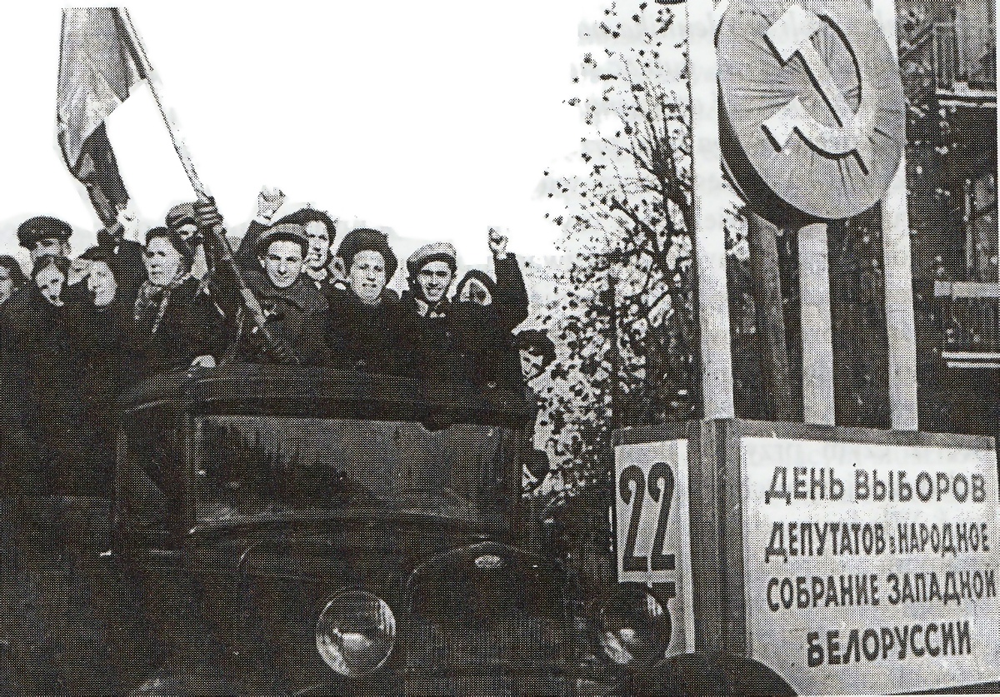 22
ДЕНЬ ВЫБОРОВ
ДЕПУТАТОВ в НАРОДНОЕ
СОБРАНИЕ ЗАПАДНОЙ
БЕЛОРУССИИ